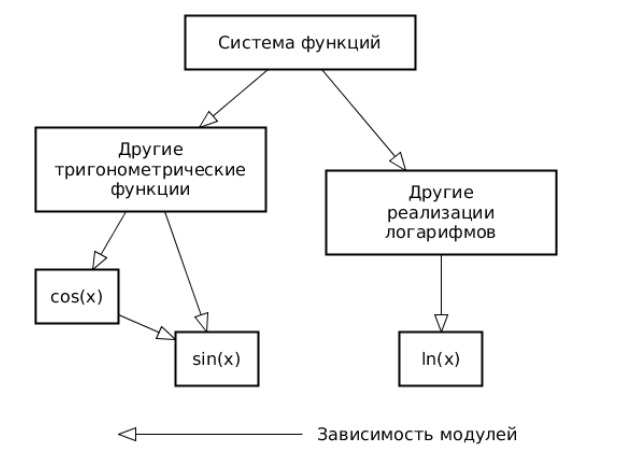 Система функций
Другие
тригонометрические
функции
Другие
реализации
логарифмов
cos(x)
sin(x)
ln(x)
Зависимость модулей